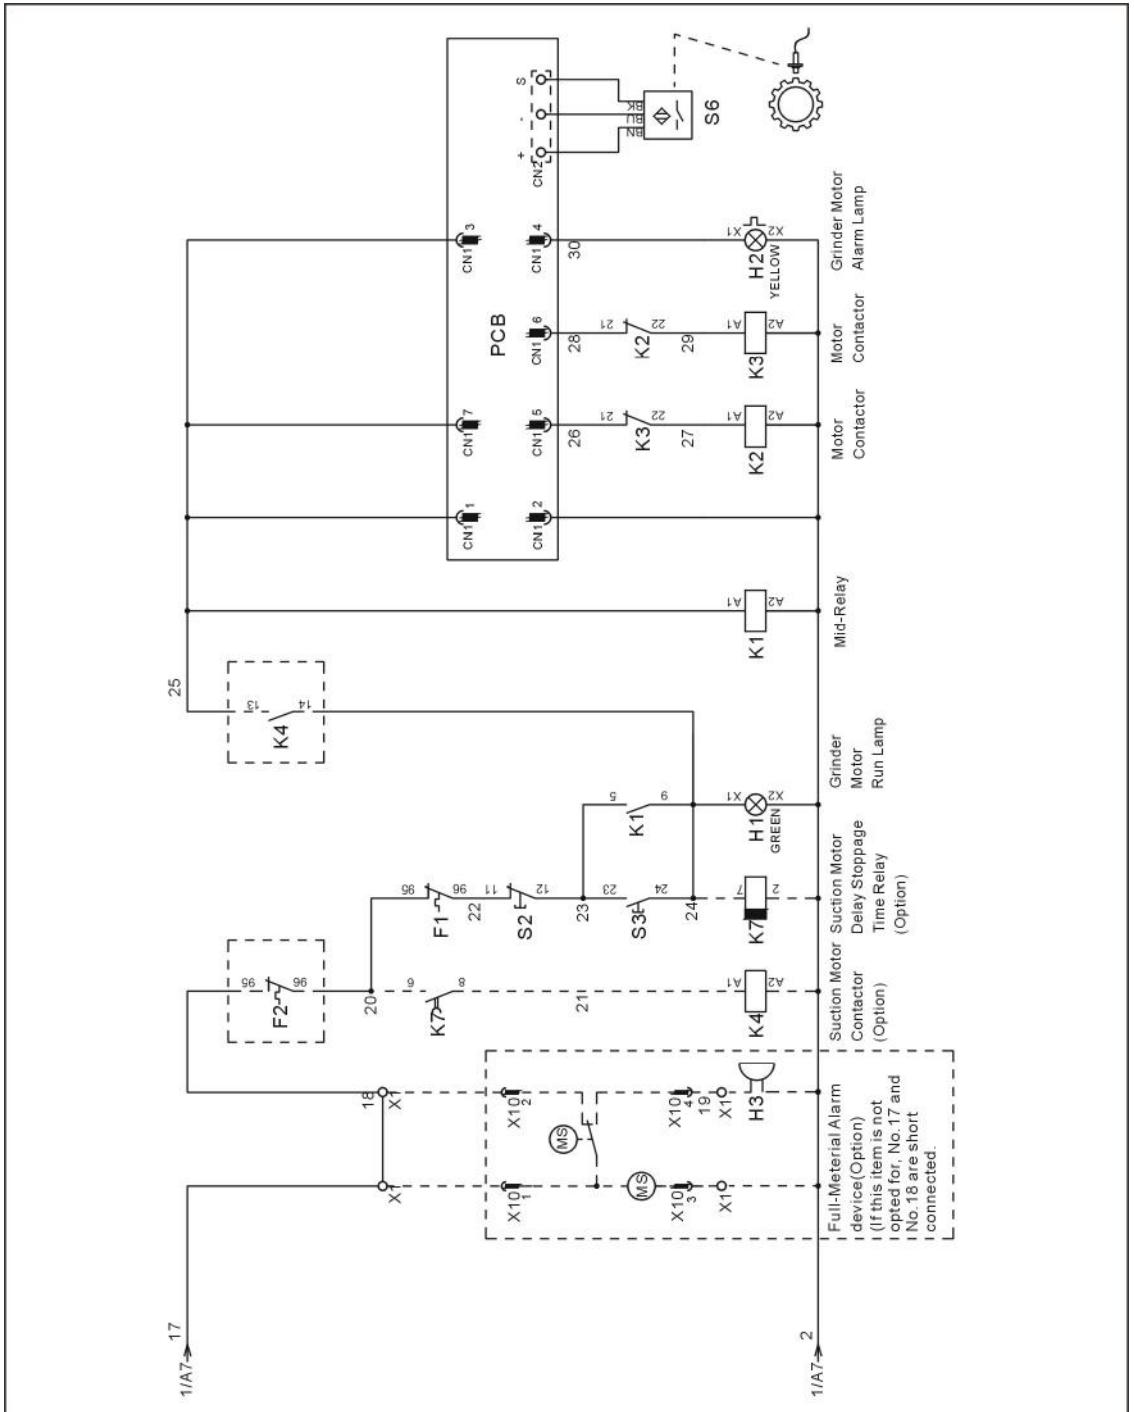 1/A7
17
1/A7
2
X1
X1
18
X10
1
X10
2
MS
MS
X10
3
X10
4
19
X1
X1
H3
Full-Meterial Alarm
device(Option)
(If this item is not
opted for, No.17 and
No.18 are short
connected.
F2
95
96
20
K7
6
8
21
K4
A1
A2
Suction Motor
Contactor
(Option)
F1
95
96
22
S2
11
12
23
S3
23
24
24
K7
7
2
Suction Motor
Delay Stoppage
Time Relay
(Option)
K1
5
9
H1
GREEN
X1
X2
Grinder
Motor
Run Lamp
25
K4
13
14
K1
A1
A2
Mid-Relay
PCB
CN1
1
CN1
2
CN1
7
CN1
5
26
K3
21
22
27
K2
A1
A2
Motor
Contactor
CN1
6
28
K2
21
22
29
K3
A1
A2
Motor
Contactor
CN1
3
CN1
4
30
H2
YELLOW
X1
X2
Grinder Motor
Alarm Lamp
CN2
+
-
S
BN
BU
BK
S6